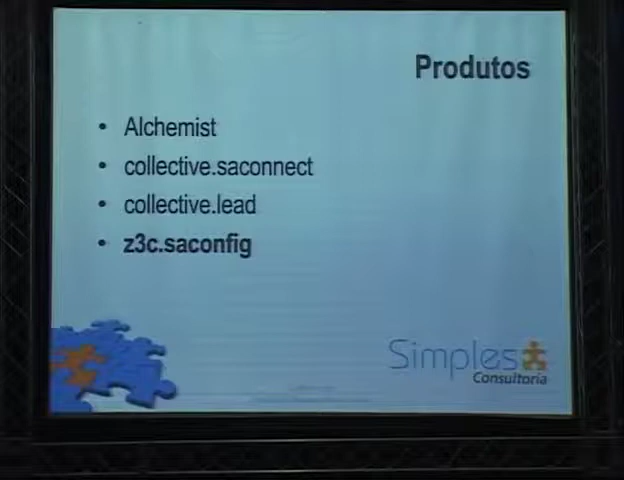 Produtos
• Alchemist
• collective.saconnect
• collective.lead
• z3c.saconfig
Simples
Consultoria